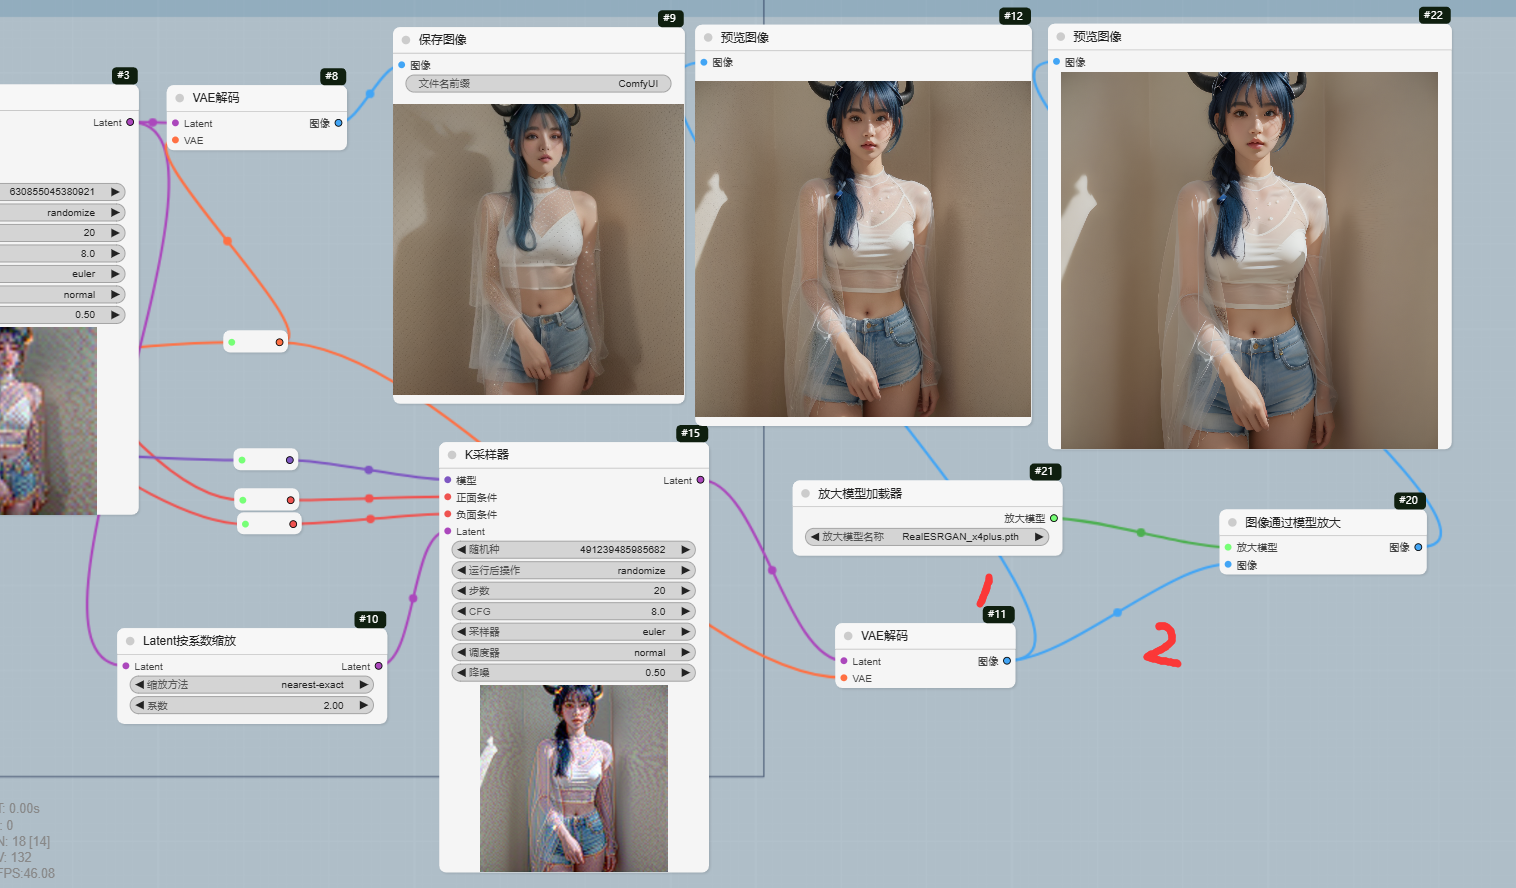 #3
Latent
630855045380921
randomize
20
8.0
euler
normal
0.50
#8
VAE解码
Latent
图像
VAE
#9
保存图像
图像
文件名前缀
ComfyUI
#12
预览图像
图像
#22
预览图像
图像
#10
Latent按系数缩放
Latent
Latent
缩放方法
nearest-exact
系数
2.00
#15
K采样器
模型
Latent
正面条件
负面条件
Latent
随机种
491239485985682
运行后操作
randomize
步数
20
CFG
8.0
采样器
euler
调度器
normal
降噪
0.50
#21
放大模型加载器
放大模型
放大模型名称
RealESRGAN_x4plus.pth
1
#11
VAE解码
Latent
图像
VAE
2
#20
图像通过模型放大
放大模型
图像
图像
T: 0.00s
: 0
N: 18 [14]
V: 132
FPS:46.08